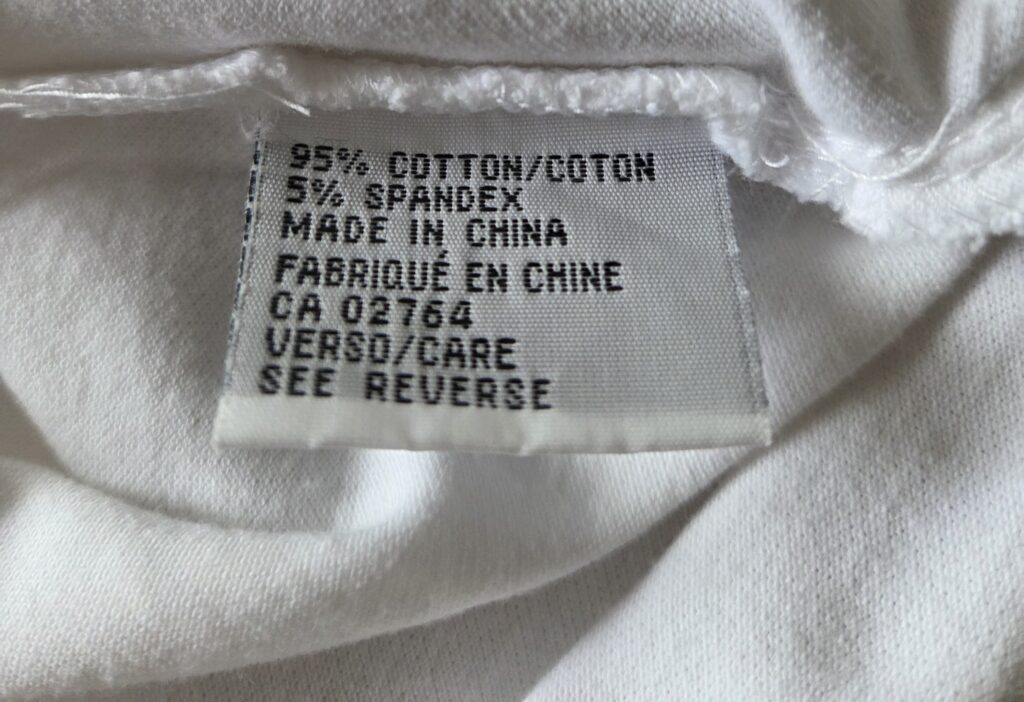 95% COTTON/COTON
5% SPANDEX
MADE IN CHINA
FABRIQUÉ EN CHINE
CA 02764
VERSO/CARE
SEE REVERSE